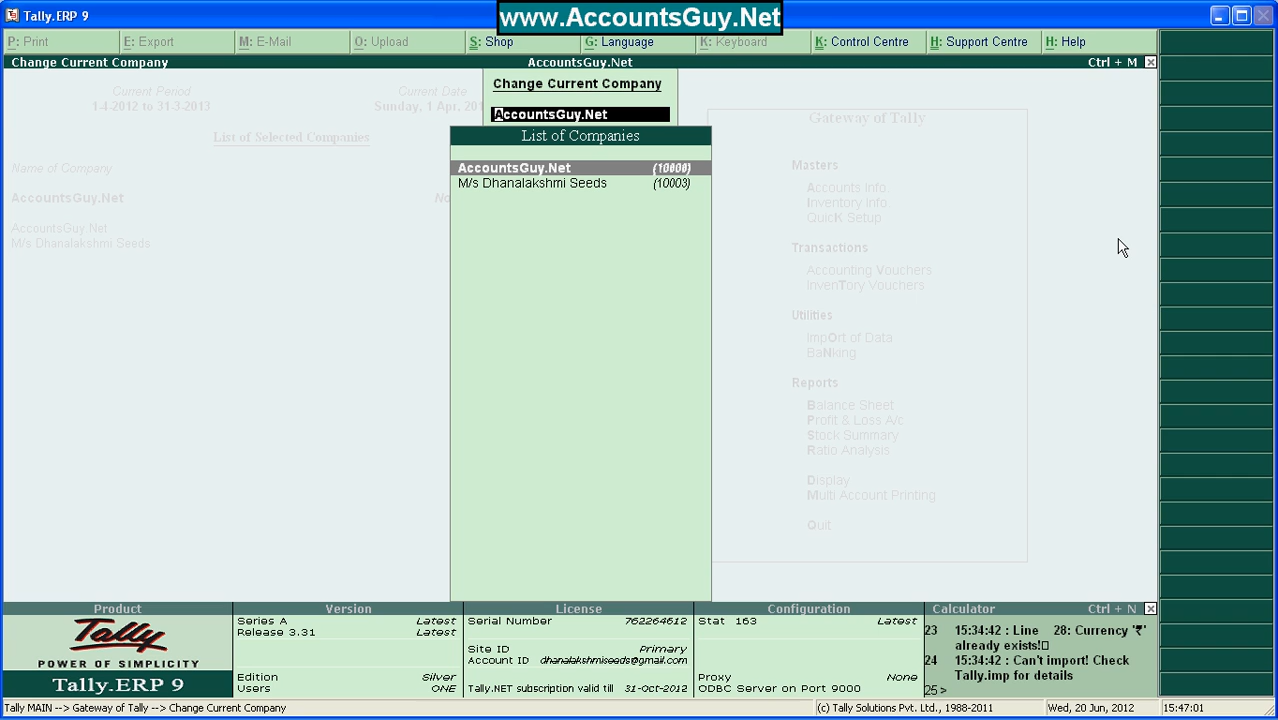 Tally.ERP 9
www.AccountsGuy.Net
P: Print E: Export M: E-Mail O: Upload S: Shop G: Language K: Keyboard K: Control Centre H: Support Centre H: Help
Change Current Company AccountsGuy.Net Ctrl + M
Change Current Company
AccountsGuy.Net
List of Companies
AccountsGuy.Net (10000)
M/s Dhanalakshmi Seeds (10003)
Current Period Current Date
1-4-2012 to 31-3-2013 Sunday, 1 Apr, 201
List of Selected Companies
Name of Company
AccountsGuy.Net No
AccountsGuy.Net
M/s Dhanalakshmi Seeds
Gateway of Tally
Masters
Accounts Info
Inventory Info
QuicK Setup
Transactions
Accounting Vouchers
InvenTory Vouchers
Utilities
ImpOrt of Data
BaNking
Reports
Balance Sheet
Profit & Loss A/c
Stock Summary
Ratio Analysis
Display
Multi Account Printing
Quit
Product
Tally
POWER OF SIMPLICITY
Tally.ERP 9
Version
Series A Latest
Release 3.31 Latest
Edition Silver
Users ONE
License
Serial Number 762264612
Site ID Primary
Account ID dhanalakshmiseeds@gmail.com
Tally.NET subscription valid till 31-Oct-2012
Configuration
Stat 163 Latest
Proxy None
ODBC Server on Port 9000
Calculator Ctrl + N
23 15:34:42 : Line 28: Currency '₹'
already exists!
24 15:34:42 : Can't import! Check
Tally.imp for details
25 >
Tally MAIN --> Gateway of Tally --> Change Current Company (c) Tally Solutions Pvt. Ltd., 1988-2011 Wed, 20 Jun, 2012 15:47:01